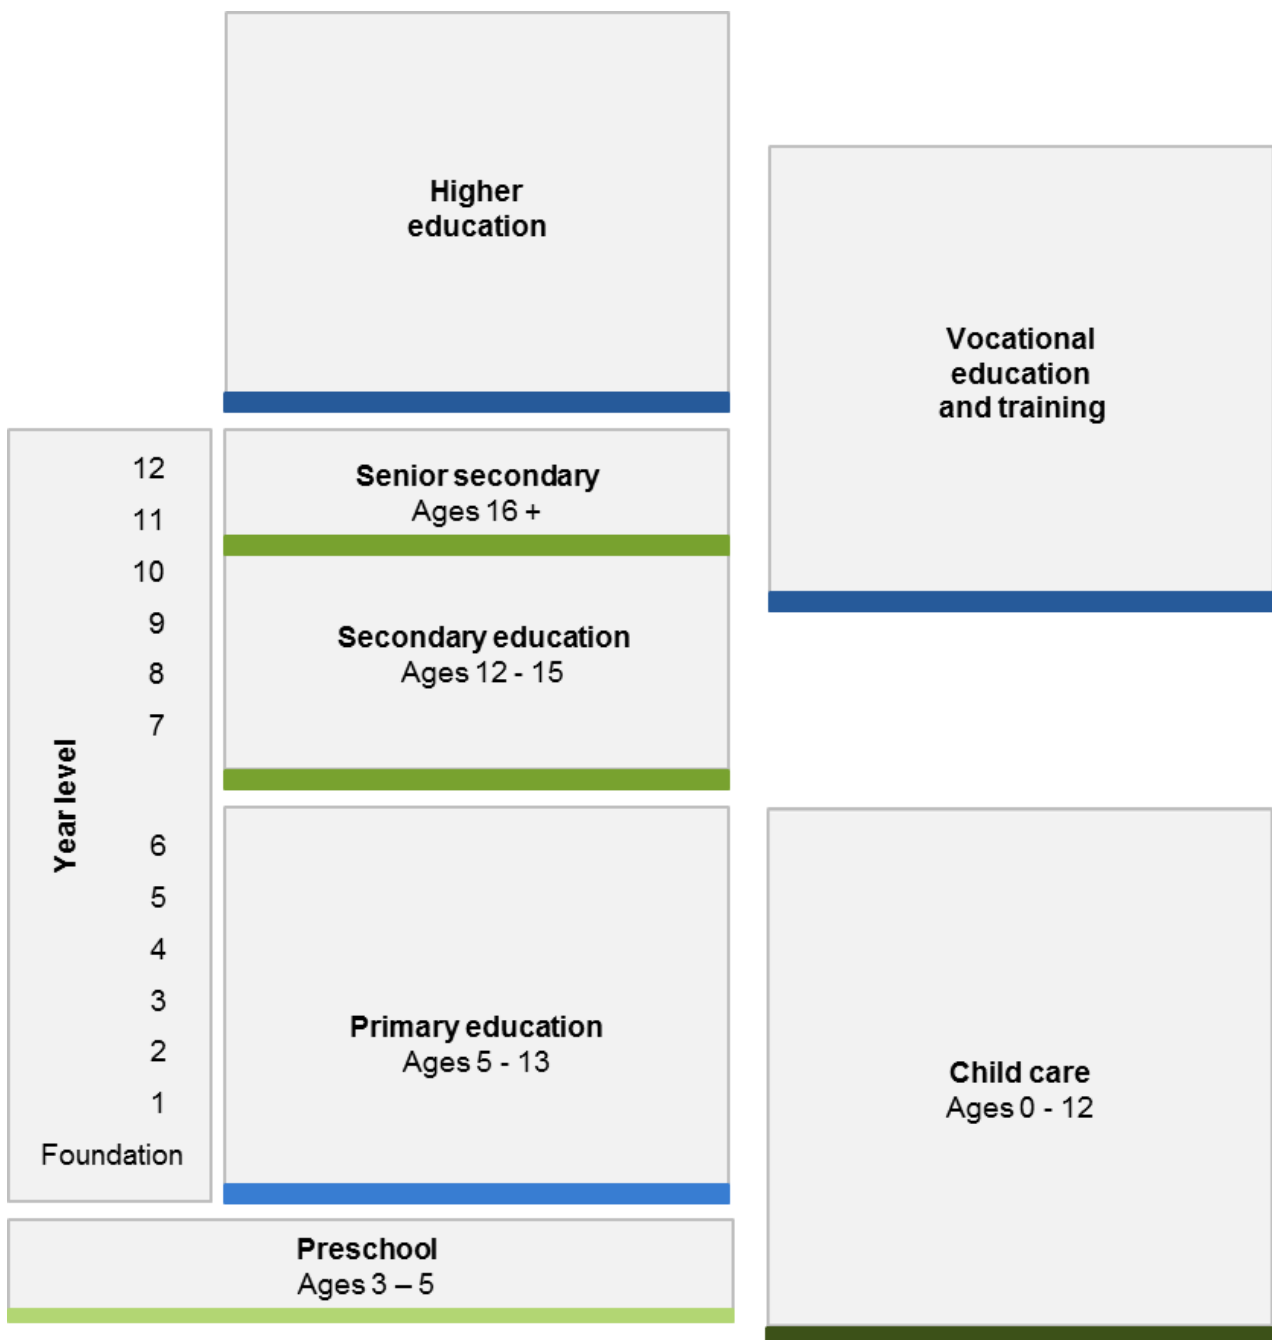 Higher
education
Vocational
education
and training
Year level
12
11
10
9
8
7
6
5
4
3
2
1
Foundation
Senior secondary
Ages 16 +
Secondary education
Ages 12 - 15
Primary education
Ages 5 - 13
Child care
Ages 0 - 12
Preschool
Ages 3 – 5